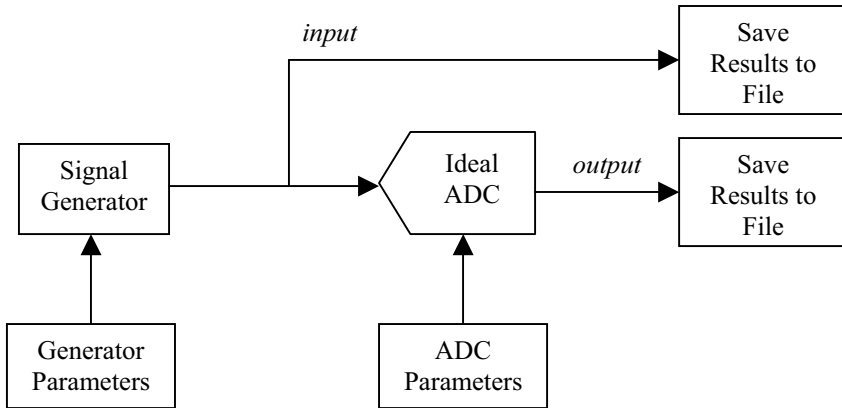 input
Save
Results to
File
Signal
Generator
Ideal
ADC
output
Save
Results to
File
Generator
Parameters
ADC
Parameters